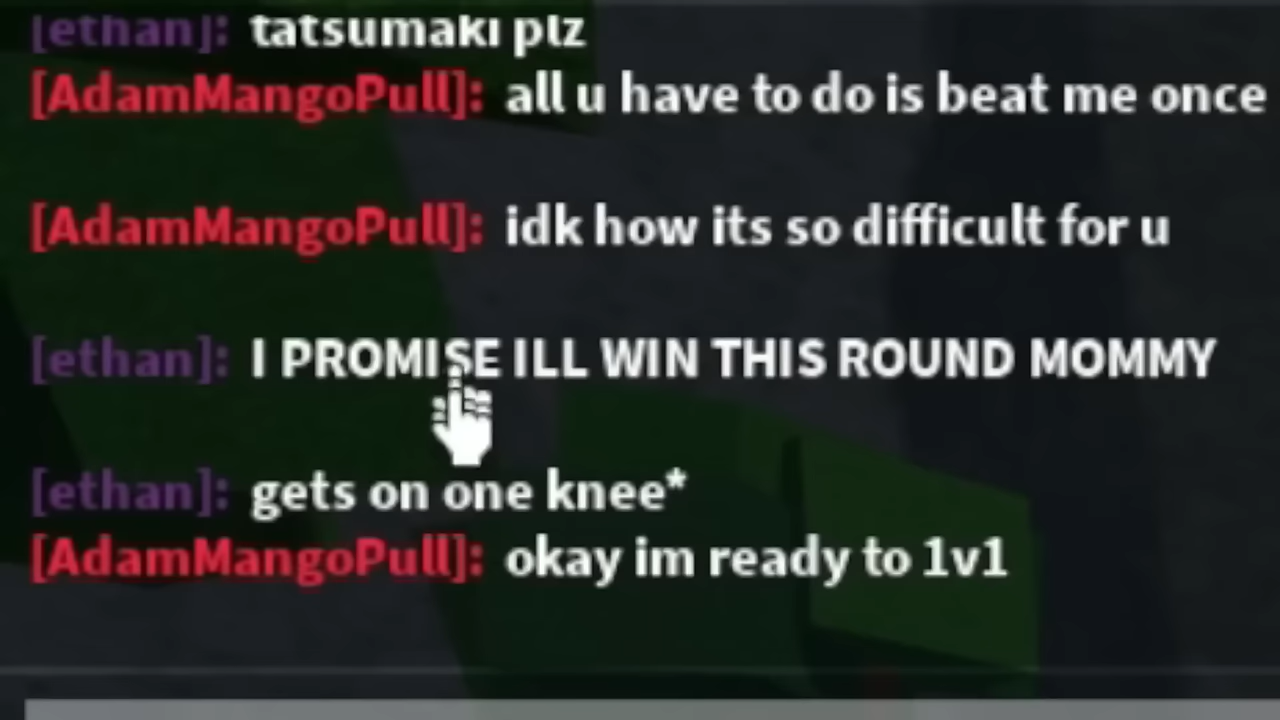 [ethan]: tatsumaki plz
[AdamMangoPull]: all u have to do is beat me once
[AdamMangoPull]: idk how its so difficult for u
[ethan]: I PROMISE ILL WIN THIS ROUND MOMMY
[ethan]: gets on one knee*
[AdamMangoPull]: okay im ready to 1v1